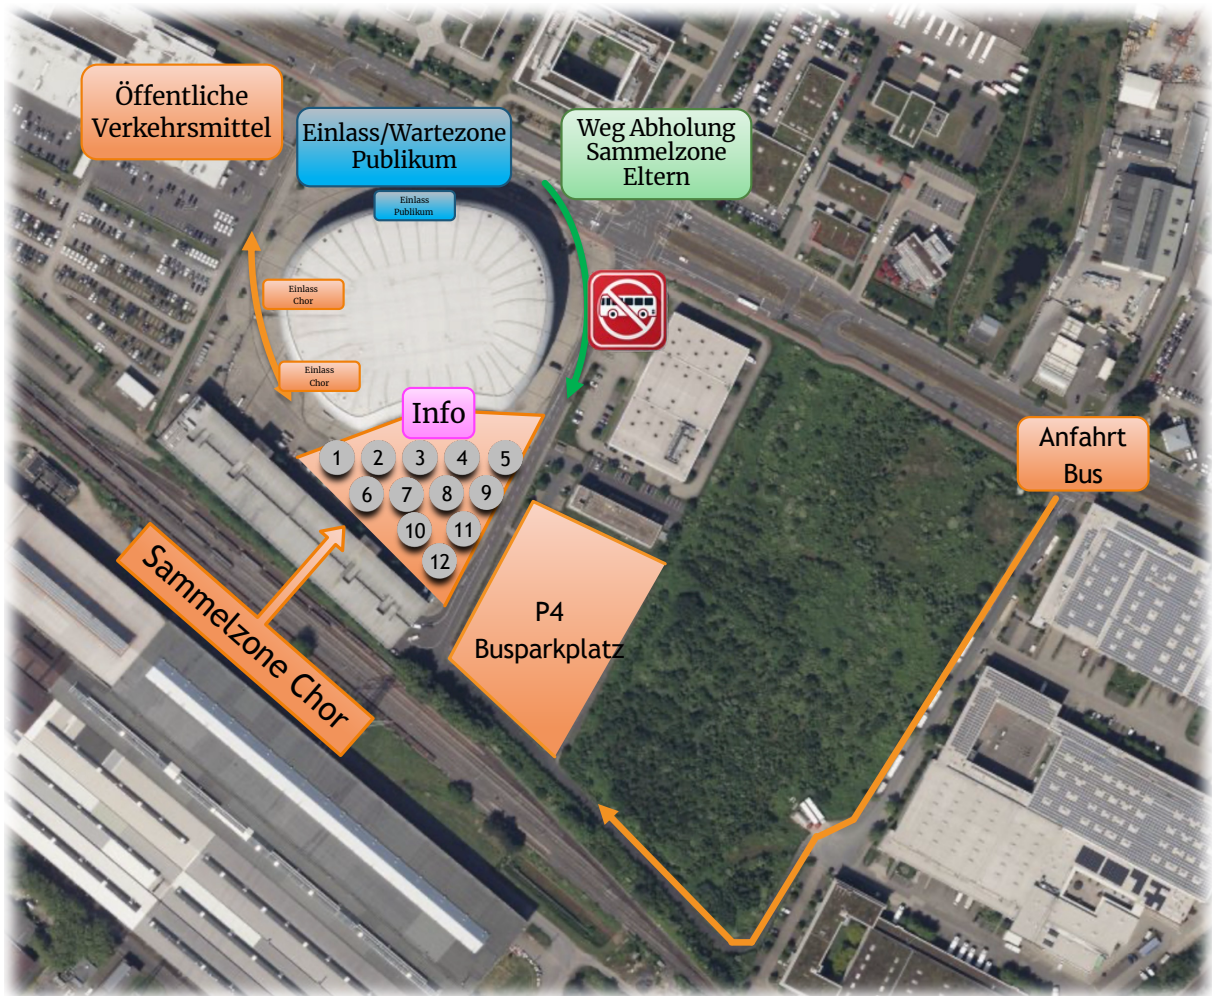 Öffentliche
Verkehrsmittel
Einlass/Wartezone
Publikum
Weg Abholung
Sammelzone
Eltern
Einlass
Publikum
Einlass
Chor
Einlass
Chor
Info
1 2 3 4 5
6 7 8 9
10 11
12
Anfahrt
Bus
Sammelzone Chor
P4
Busparkplatz